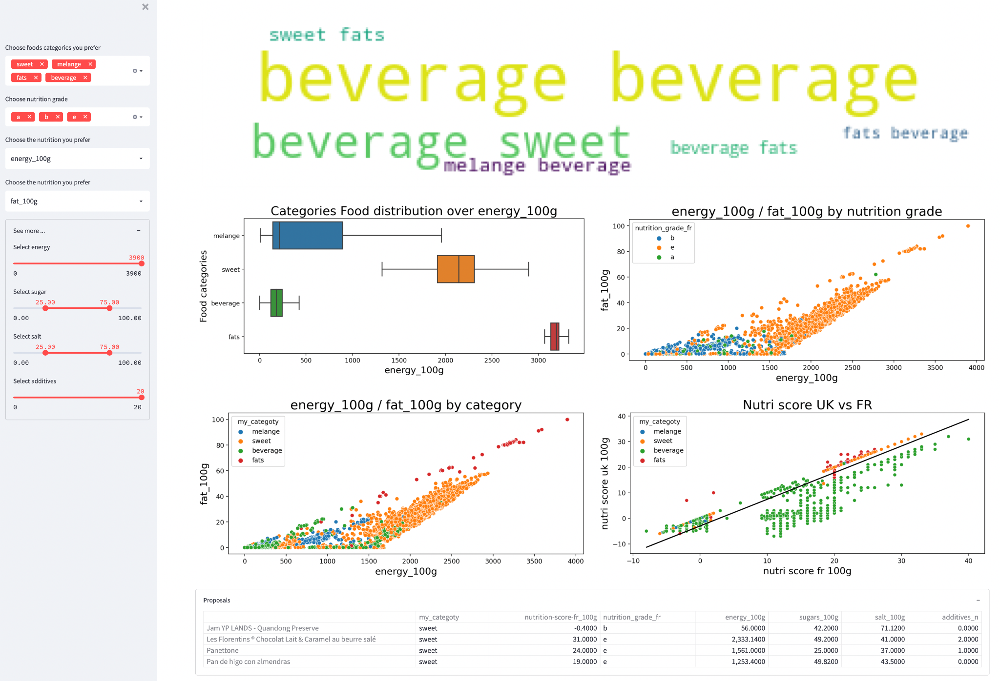 ×
Choose foods categories you prefer
sweet × melange ×
fats × beverage ×
Choose nutrition grade
a × b × e ×
Choose the nutrition you prefer
energy_100g
Choose the nutrition you prefer
fat_100g
See more ... −
Select energy
3900
0 3900
Select sugar
25.00 75.00
0.00 100.00
Select salt
25.00 75.00
0.00 100.00
Select additives
20
0 20
sweet fats
beverage beverage
beverage sweet
fats beverage
beverage fats
melange beverage
Categories Food distribution over energy_100g
Food categories
melange
sweet
beverage
fats
0 500 1000 1500 2000 2500 3000
energy_100g
energy_100g / fat_100g by nutrition grade
fat_100g
100
80
60
40
20
0
nutrition_grade_fr
b
e
a
0 500 1000 1500 2000 2500 3000 3500 4000
energy_100g
energy_100g / fat_100g by category
fat_100g
100
80
60
40
20
0
my_categoty
melange
sweet
beverage
fats
0 500 1000 1500 2000 2500 3000 3500 4000
energy_100g
Nutri score UK vs FR
nutri score uk 100g
40
30
20
10
0
−10
my_categoty
melange
sweet
beverage
fats
−10 0 10 20 30 40
nutri score fr 100g
Proposals −
my_categoty nutrition-score-fr_100g nutrition_grade_fr energy_100g sugars_100g salt_100g additives_n
Jam YP LANDS - Quandong Preserve sweet -0.4000 b 56.0000 42.2000 71.1200 0.0000
Les Florentins ® Chocolat Lait & Caramel au beurre salé sweet 31.0000 e 2,333.1400 49.2000 41.0000 2.0000
Panettone sweet 24.0000 e 1,561.0000 25.0000 37.0000 1.0000
Pan de higo con almendras sweet 19.0000 e 1,253.4000 49.8200 43.5000 0.0000